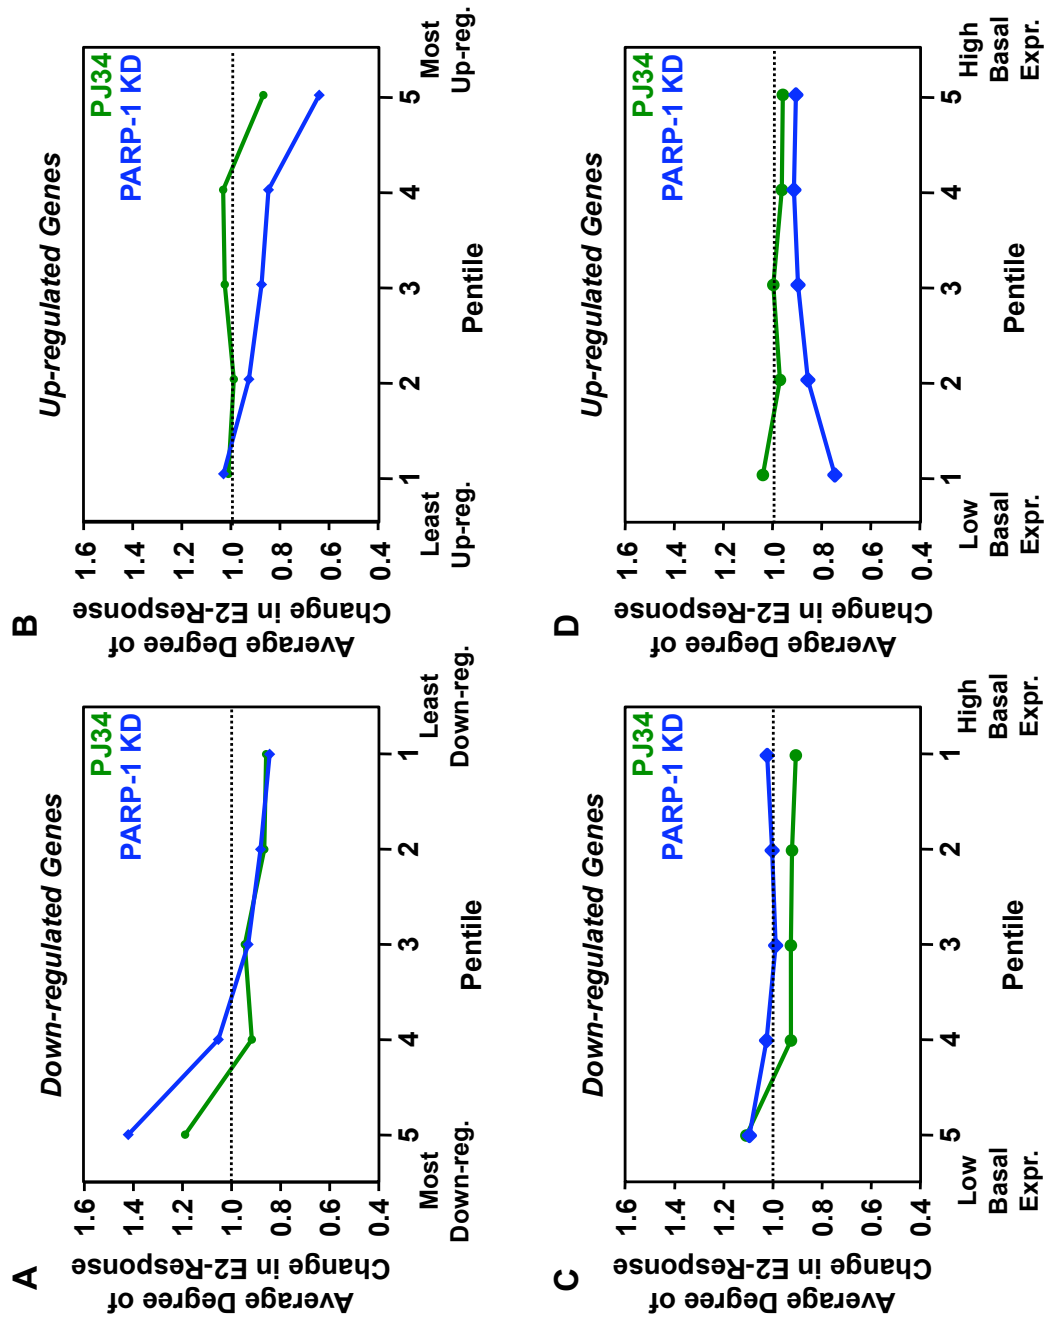 A
Down-regulated Genes
PJ34
PARP-1 KD
Average Degree of
Change in E2-Response
1.6
1.4
1.2
1.0
0.8
0.6
0.4
5
4
3
2
1
Most
Down-reg.
Pentile
Least
Down-reg.
B
Up-regulated Genes
PJ34
PARP-1 KD
Average Degree of
Change in E2-Response
1.6
1.4
1.2
1.0
0.8
0.6
0.4
1
2
3
4
5
Least
Up-reg.
Pentile
Most
Up-reg.
C
Down-regulated Genes
PJ34
PARP-1 KD
Average Degree of
Change in E2-Response
1.6
1.4
1.2
1.0
0.8
0.6
0.4
5
4
3
2
1
Low
Basal
Expr.
Pentile
High
Basal
Expr.
D
Up-regulated Genes
PJ34
PARP-1 KD
Average Degree of
Change in E2-Response
1.6
1.4
1.2
1.0
0.8
0.6
0.4
1
2
3
4
5
Low
Basal
Expr.
Pentile
High
Basal
Expr.